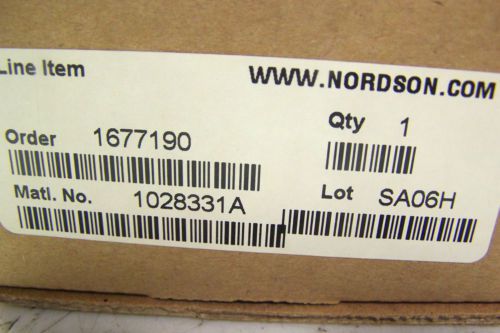 Line Item
WWW.NORDSON.COM
Order 1677190
Qty 1
Matl. No. 1028331A
Lot SA06H